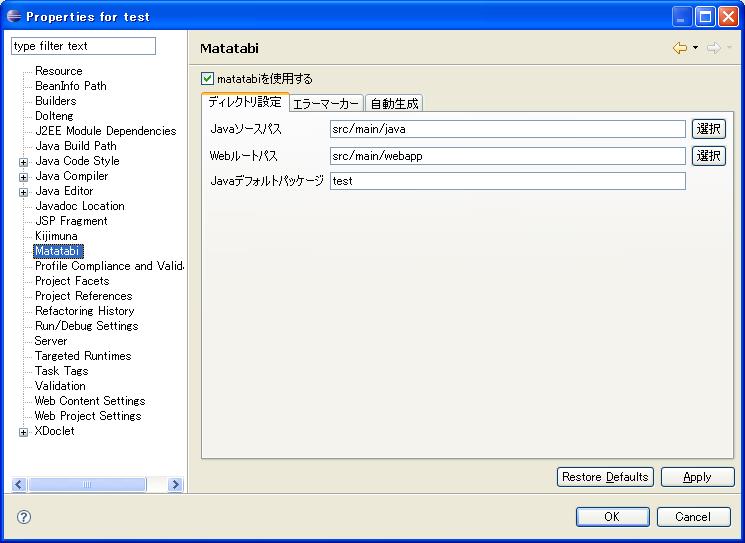 Properties for test
type filter text
Resource
BeanInfo Path
Builders
Dolteng
J2EE Module Dependencies
Java Build Path
Java Code Style
Java Compiler
Java Editor
Javadoc Location
JSP Fragment
Kijimuna
Matatabi
Profile Compliance and Valida
Project Facets
Project References
Refactoring History
Run/Debug Settings
Server
Targeted Runtimes
Task Tags
Validation
Web Content Settings
Web Project Settings
XDoclet
Matatabi
matatabiを使用する
ディレクトリ設定 エラーマーカー 自動生成
Javaソースパス src/main/java 選択
Webルートパス src/main/webapp 選択
Javaデフォルトパッケージ test
Restore Defaults Apply
? OK Cancel